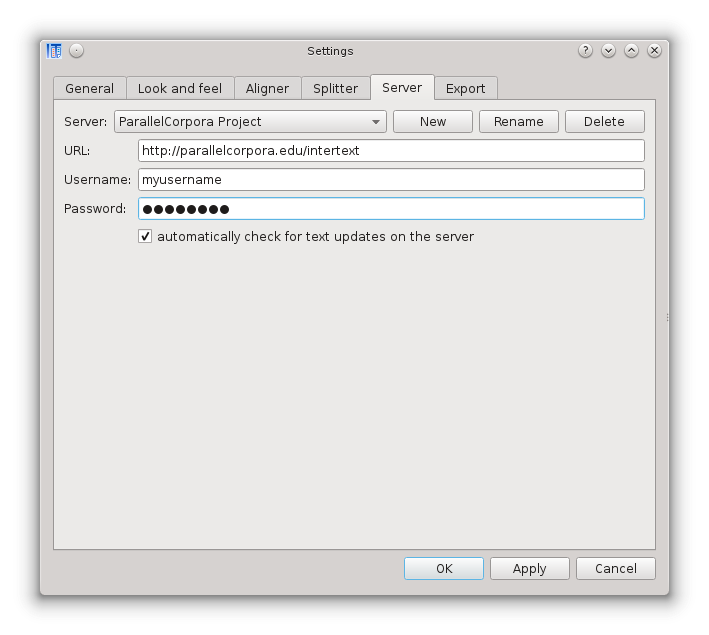 Settings
General Look and feel Aligner Splitter Server Export
Server: ParallelCorpora Project New Rename Delete
URL: http://parallelcorpora.edu/intertext
Username: myusername
Password: ●●●●●●●●
automatically check for text updates on the server
OK Apply Cancel